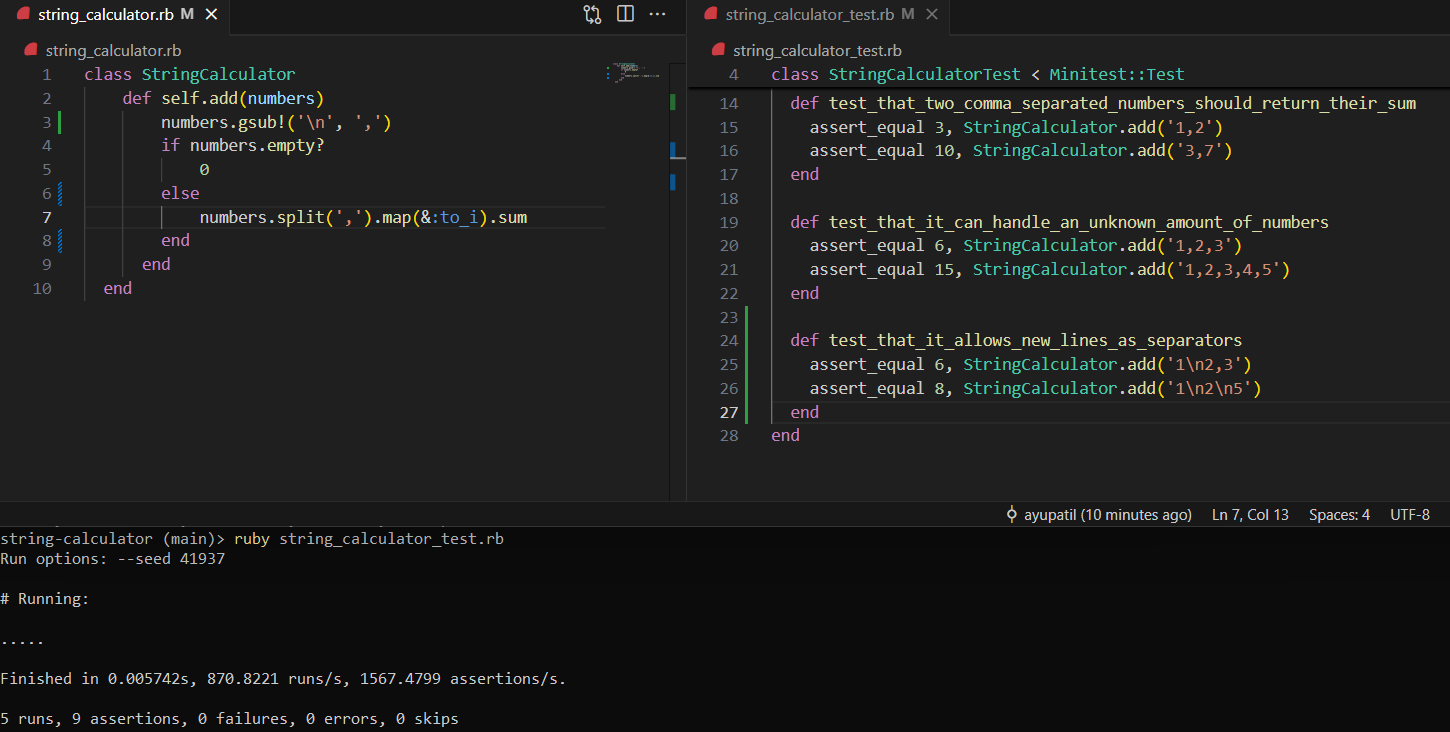 string_calculator.rb M
string_calculator.rb
1 class StringCalculator
2 def self.add(numbers)
3 numbers.gsub!('\n', ',')
4 if numbers.empty?
5 0
6 else
7 numbers.split(',').map(&:to_i).sum
8 end
9 end
10 end
string_calculator_test.rb M
string_calculator_test.rb
4 class StringCalculatorTest < Minitest::Test
14 def test_that_two_comma_separated_numbers_should_return_their_sum
15 assert_equal 3, StringCalculator.add('1,2')
16 assert_equal 10, StringCalculator.add('3,7')
17 end
18
19 def test_that_it_can_handle_an_unknown_amount_of_numbers
20 assert_equal 6, StringCalculator.add('1,2,3')
21 assert_equal 15, StringCalculator.add('1,2,3,4,5')
22 end
23
24 def test_that_it_allows_new_lines_as_separators
25 assert_equal 6, StringCalculator.add('1\n2,3')
26 assert_equal 8, StringCalculator.add('1\n2\n5')
27 end
28 end
ayupatil (10 minutes ago) Ln 7, Col 13 Spaces: 4 UTF-8
string-calculator (main)> ruby string_calculator_test.rb
Run options: --seed 41937
# Running:
.....
Finished in 0.005742s, 870.8221 runs/s, 1567.4799 assertions/s.
5 runs, 9 assertions, 0 failures, 0 errors, 0 skips